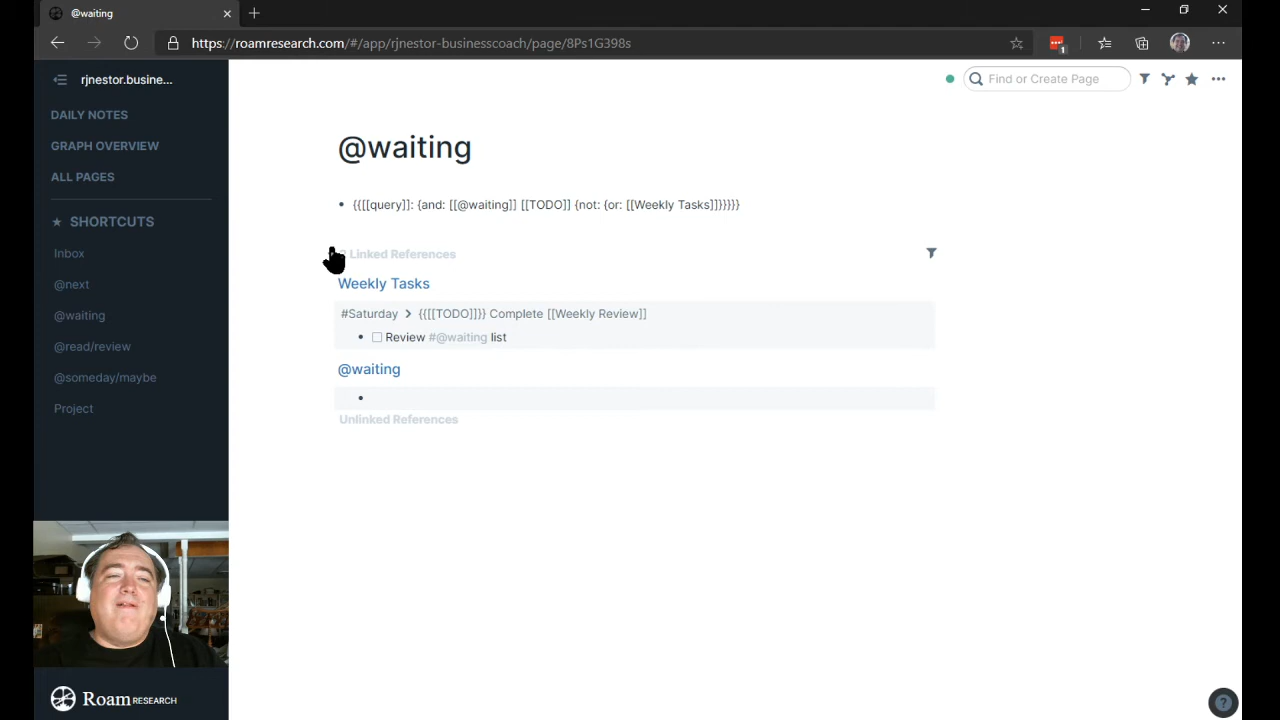 @waiting
https://roamresearch.com/#/app/rjnestor-businesscoach/page/8Ps1G398s
1
rjnestor.busine...
Find or Create Page
DAILY NOTES
GRAPH OVERVIEW
ALL PAGES
★ SHORTCUTS
Inbox
@next
@waiting
@read/review
@someday/maybe
Project
@waiting
• {{[[query]]: {and: [[@waiting]] [[TODO]] {not: {or: [[Weekly Tasks]]}}}}}
Linked References
Weekly Tasks
#Saturday > {{[[TODO]]}} Complete [[Weekly Review]]
• Review #@waiting list
@waiting
•
Unlinked References
Roam RESEARCH
?